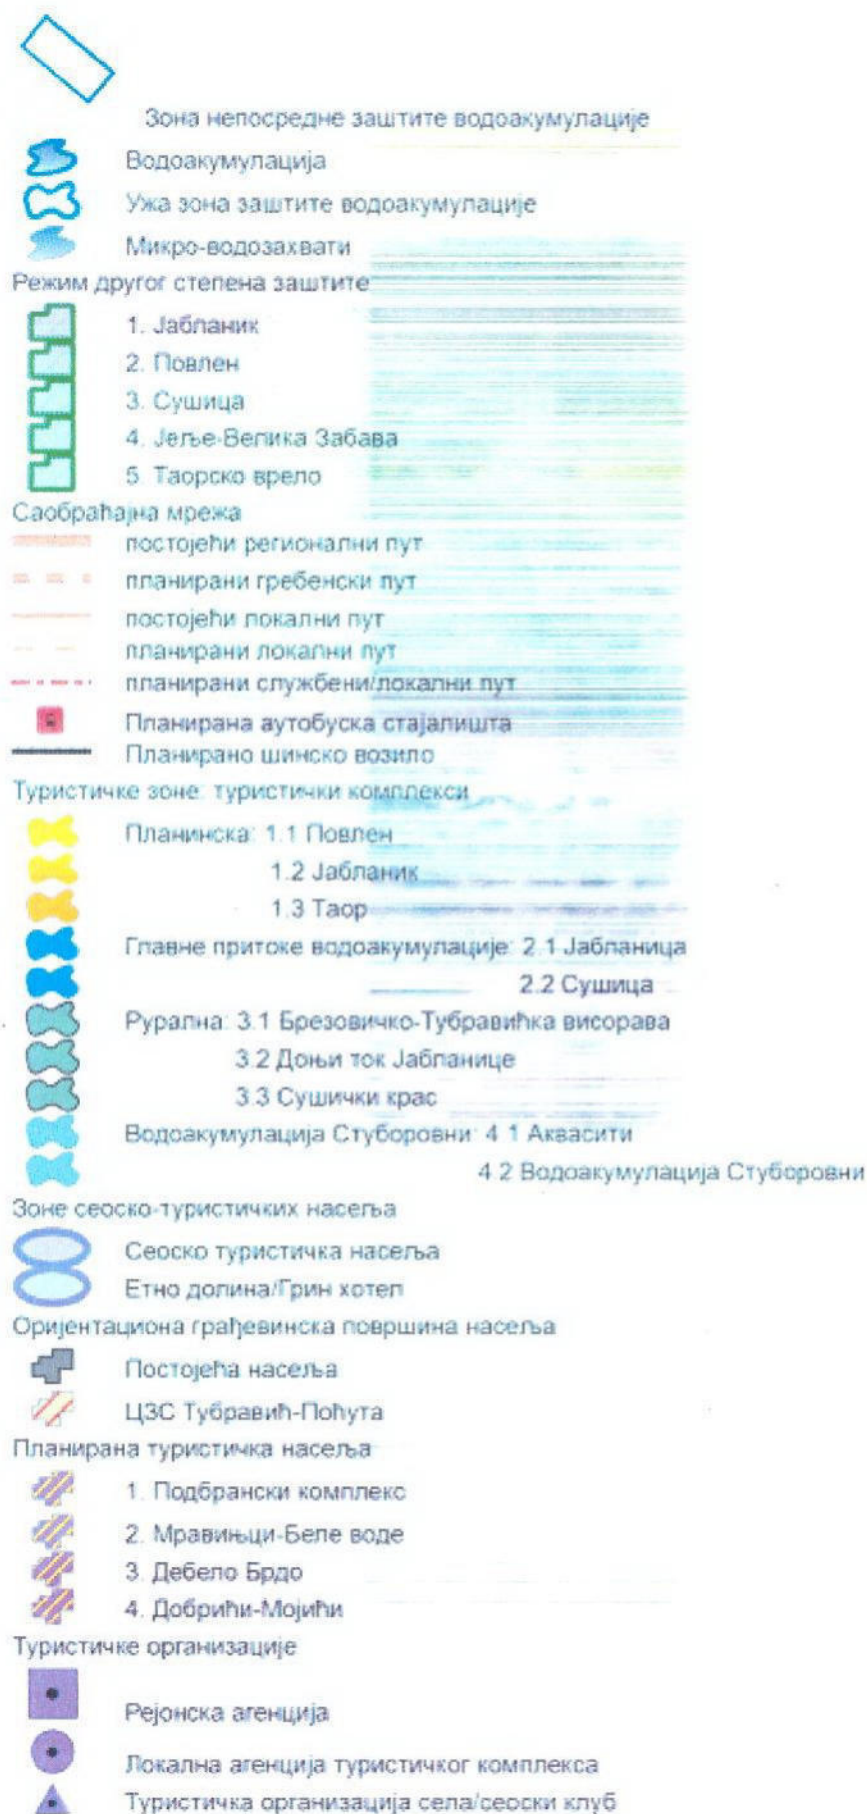 Зона непосредне заштите водоакумулације
Водоакумулација
Ужа зона заштите водоакумулације
Микро-водозахвати
Режим другог степена заштите
1. Јабланик
2. Повлен
3. Сушица
4. Јеље-Велика Забава
5. Таорско врело
Саобраћајна мрежа
постојећи регионални пут
планирани гребенски пут
постојећи локални пут
планирани локални пут
планирани службени/локални пут
Планирана аутобуска стајалишта
Планирано шинско возило
Туристичке зоне: туристички комплекси
Планинска: 1.1 Повлен
1.2 Јабланик
1.3 Таор
Главне притоке водоакумулације: 2.1 Јабланица
2.2 Сушица
Рурална: 3.1 Брезовичко-Тубравићка висорава
3.2 Доњи ток Јабланице
3.3 Сушички крас
Водоакумулација Стуборовни: 4.1 Аквасити
4.2 Водоакумулација Стуборовни
Зоне сеоско-туристичких насеља
Сеоско туристичка насеља
Етно долина/Грин хотел
Оријентациона грађевинска површина насеља
Постојећа насеља
ЦЗС Тубравић-Поћута
Планирана туристичка насеља
1. Подбрански комплекс
2. Мравињци-Беле воде
3. Дебело Брдо
4. Добрићи-Мојићи
Туристичке организације
Рејонска агенција
Локална агенција туристичког комплекса
Туристичка организација села/сеоски клуб